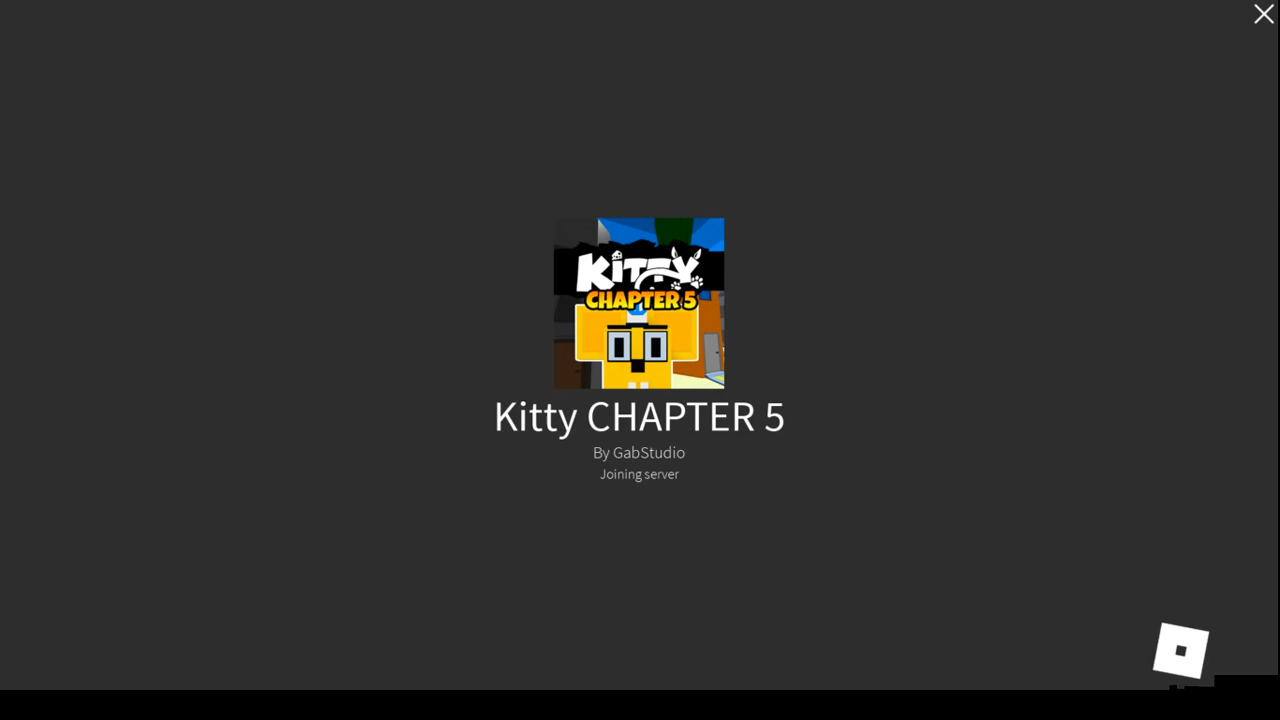 KiTTY
CHAPTER 5
Kitty CHAPTER 5
By GabStudio
Joining server